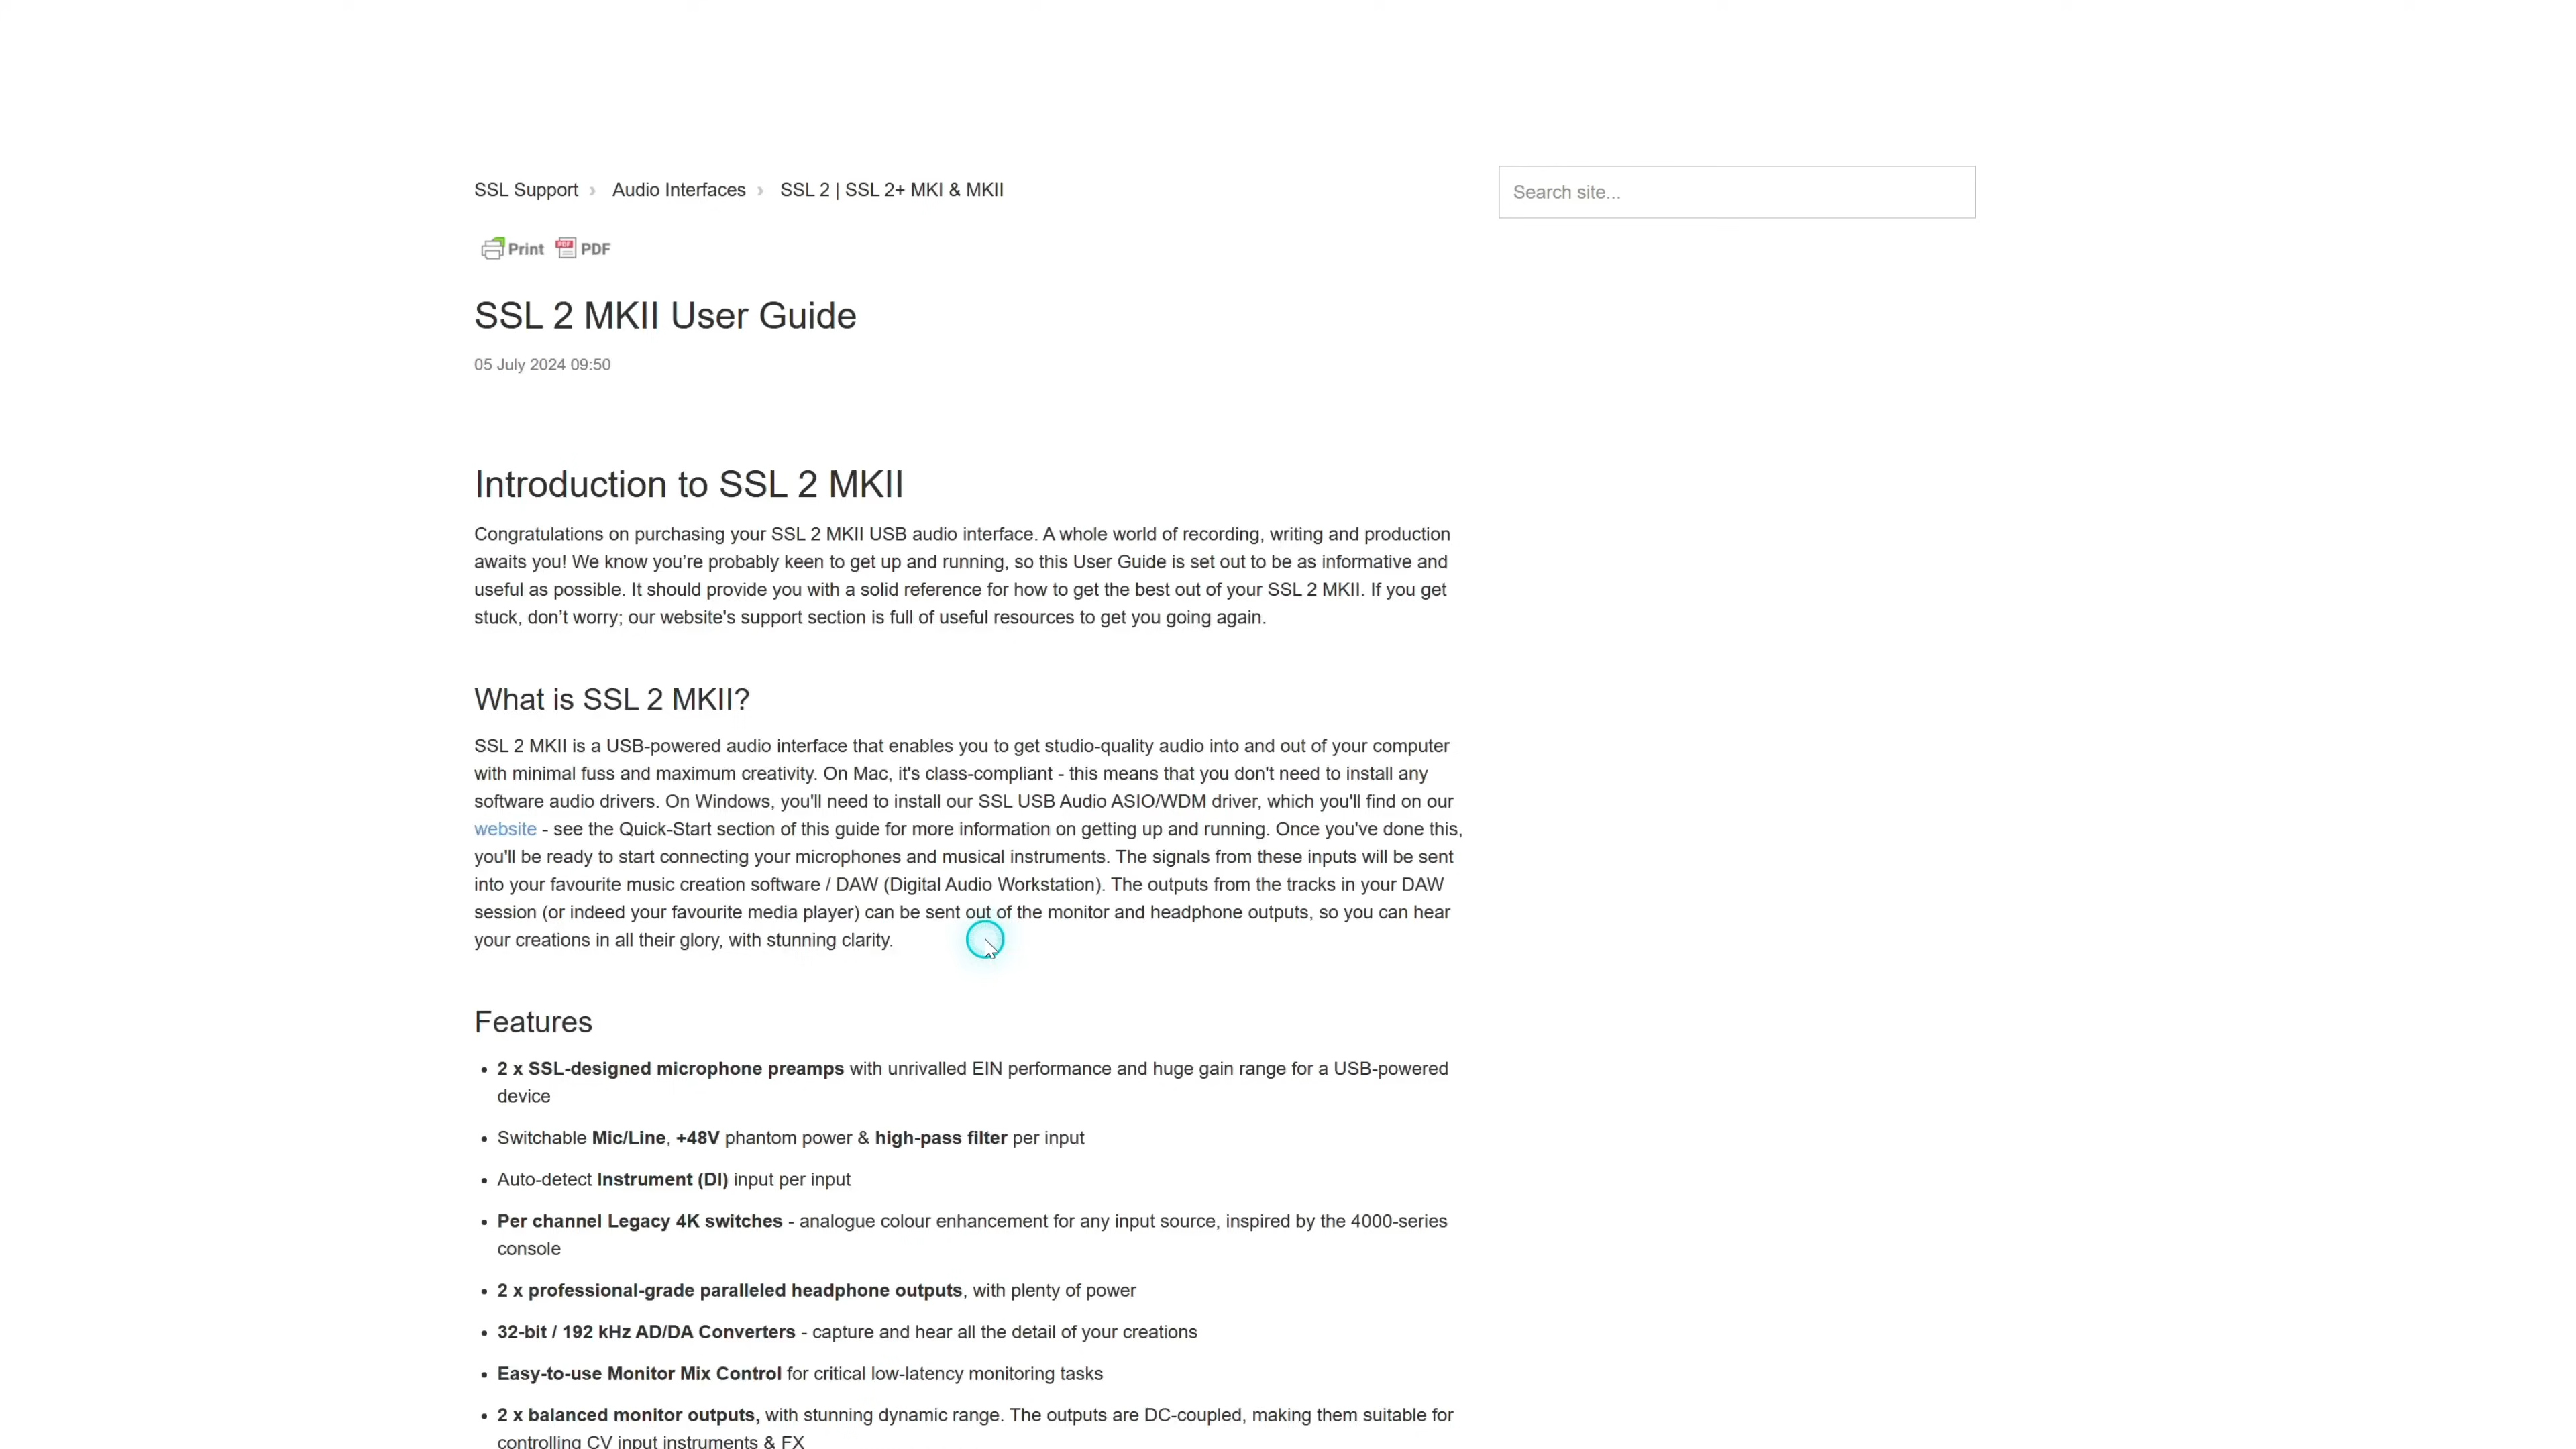 SSL Support › Audio Interfaces › SSL 2 | SSL 2+ MKI & MKII
Search site...
Print PDF
SSL 2 MKII User Guide
05 July 2024 09:50
Introduction to SSL 2 MKII
Congratulations on purchasing your SSL 2 MKII USB audio interface. A whole world of recording, writing and production
awaits you! We know you’re probably keen to get up and running, so this User Guide is set out to be as informative and
useful as possible. It should provide you with a solid reference for how to get the best out of your SSL 2 MKII. If you get
stuck, don’t worry; our website's support section is full of useful resources to get you going again.
What is SSL 2 MKII?
SSL 2 MKII is a USB-powered audio interface that enables you to get studio-quality audio into and out of your computer
with minimal fuss and maximum creativity. On Mac, it's class-compliant - this means that you don't need to install any
software audio drivers. On Windows, you'll need to install our SSL USB Audio ASIO/WDM driver, which you'll find on our
website - see the Quick-Start section of this guide for more information on getting up and running. Once you've done this,
you'll be ready to start connecting your microphones and musical instruments. The signals from these inputs will be sent
into your favourite music creation software / DAW (Digital Audio Workstation). The outputs from the tracks in your DAW
session (or indeed your favourite media player) can be sent out of the monitor and headphone outputs, so you can hear
your creations in all their glory, with stunning clarity.
Features
• 2 x SSL-designed microphone preamps with unrivalled EIN performance and huge gain range for a USB-powered
device
• Switchable Mic/Line, +48V phantom power & high-pass filter per input
• Auto-detect Instrument (DI) input per input
• Per channel Legacy 4K switches - analogue colour enhancement for any input source, inspired by the 4000-series
console
• 2 x professional-grade paralleled headphone outputs, with plenty of power
• 32-bit / 192 kHz AD/DA Converters - capture and hear all the detail of your creations
• Easy-to-use Monitor Mix Control for critical low-latency monitoring tasks
• 2 x balanced monitor outputs, with stunning dynamic range. The outputs are DC-coupled, making them suitable for
controlling CV input instruments & FX